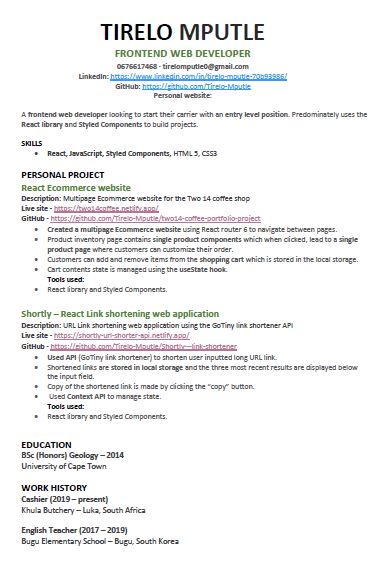 TIRELO MPUTLE
FRONTEND WEB DEVELOPER
0676617468 · tirelomputle0@gmail.com
LinkedIn: https://www.linkedin.com/in/tirelo-mputle-70b93986/
GitHub: https://github.com/Tirelo-Mputle
Personal website:
A frontend web developer looking to start their carrier with an entry level position. Predominately uses the
React library and Styled Components to build projects.
SKILLS
• React, JavaScript, Styled Components, HTML 5, CSS3
PERSONAL PROJECT
React Ecommerce website
Description: Multipage Ecommerce website for the Two 14 coffee shop
Live site - https://two14coffee.netlify.app/
GitHub - https://github.com/Tirelo-Mputle/two14-coffee-portfolio-project
• Created a multipage Ecommerce website using React router 6 to navigate between pages.
• Product inventory page contains single product components which when clicked, lead to a single
product page where customers can customize their order.
• Customers can add and remove items from the shopping cart which is stored in the local storage.
• Cart contents state is managed using the useState hook.
Tools used:
• React library and Styled Components.
Shortly – React Link shortening web application
Description: URL Link shortening web application using the GoTiny link shortener API
Live site - https://shortly-url-shorter-api.netlify.app/
GitHub - https://github.com/Tirelo-Mputle/Shortly---link-shortener
• Used API (GoTiny link shortener) to shorten user inputted long URL link.
• Shortened links are stored in local storage and the three most recent results are displayed below
the input field.
• Copy of the shortened link is made by clicking the “copy” button.
• Used Context API to manage state.
Tools used:
• React library and Styled Components.
EDUCATION
BSc (Honors) Geology – 2014
University of Cape Town
WORK HISTORY
Cashier (2019 – present)
Khula Butchery – Luka, South Africa
English Teacher (2017 – 2019)
Bugu Elementary School – Bugu, South Korea